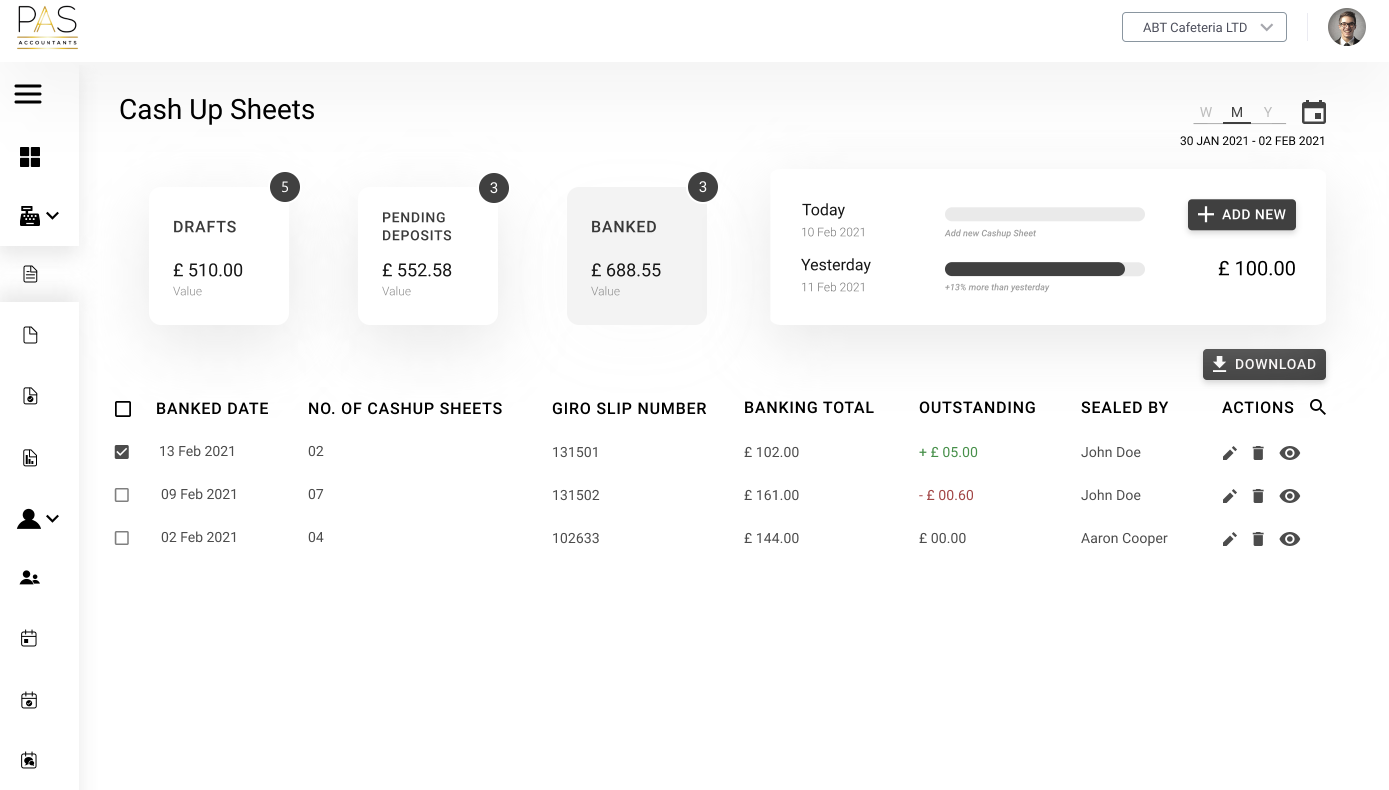 PAS
ACCOUNTANTS
ABT Cafeteria LTD
Cash Up Sheets
W M Y
30 JAN 2021 - 02 FEB 2021
5
DRAFTS
£ 510.00
Value
3
PENDING
DEPOSITS
£ 552.58
Value
3
BANKED
£ 688.55
Value
Today
10 Feb 2021
Add new Cashup Sheet
ADD NEW
Yesterday
11 Feb 2021
+13% more than yesterday
£ 100.00
DOWNLOAD
BANKED DATE NO. OF CASHUP SHEETS GIRO SLIP NUMBER BANKING TOTAL OUTSTANDING SEALED BY ACTIONS
13 Feb 2021 02 131501 £ 102.00 + £ 05.00 John Doe
09 Feb 2021 07 131502 £ 161.00 - £ 00.60 John Doe
02 Feb 2021 04 102633 £ 144.00 £ 00.00 Aaron Cooper